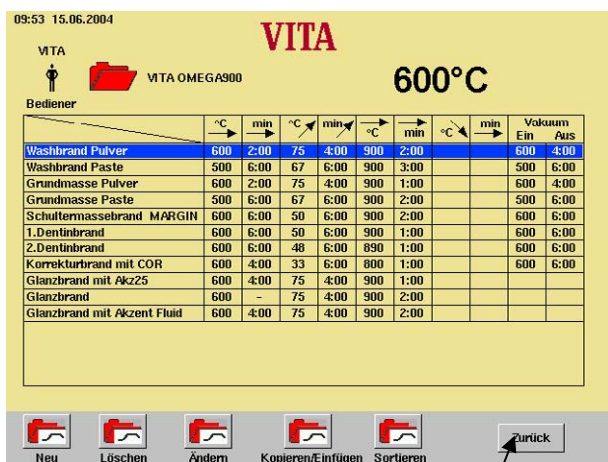 09:53 15.06.2004
VITA
VITA
VITA OMEGA900
600°C
Bediener
°C min °C min °C min °C min Vakuum
Ein Aus
Washbrand Pulver 600 2:00 75 4:00 900 2:00 600 4:00
Washbrand Paste 500 6:00 67 6:00 900 3:00 500 6:00
Grundmasse Pulver 600 2:00 75 4:00 900 1:00 600 4:00
Grundmasse Paste 500 6:00 67 6:00 900 2:00 500 6:00
Schultermassebrand MARGIN 600 6:00 50 6:00 900 2:00 600 6:00
1.Dentinbrand 600 6:00 50 6:00 900 1:00 600 6:00
2.Dentinbrand 600 6:00 48 6:00 890 1:00 600 6:00
Korrekturbrand mit COR 600 4:00 33 6:00 800 1:00 600 6:00
Glanzbrand mit Akz25 600 4:00 75 4:00 900 1:00
Glanzbrand 600 - 75 4:00 900 2:00
Glanzbrand mit Akzent Fluid 600 4:00 75 4:00 900 2:00
Zurück
Neu Löschen Ändern Kopieren/Einfügen Sortieren